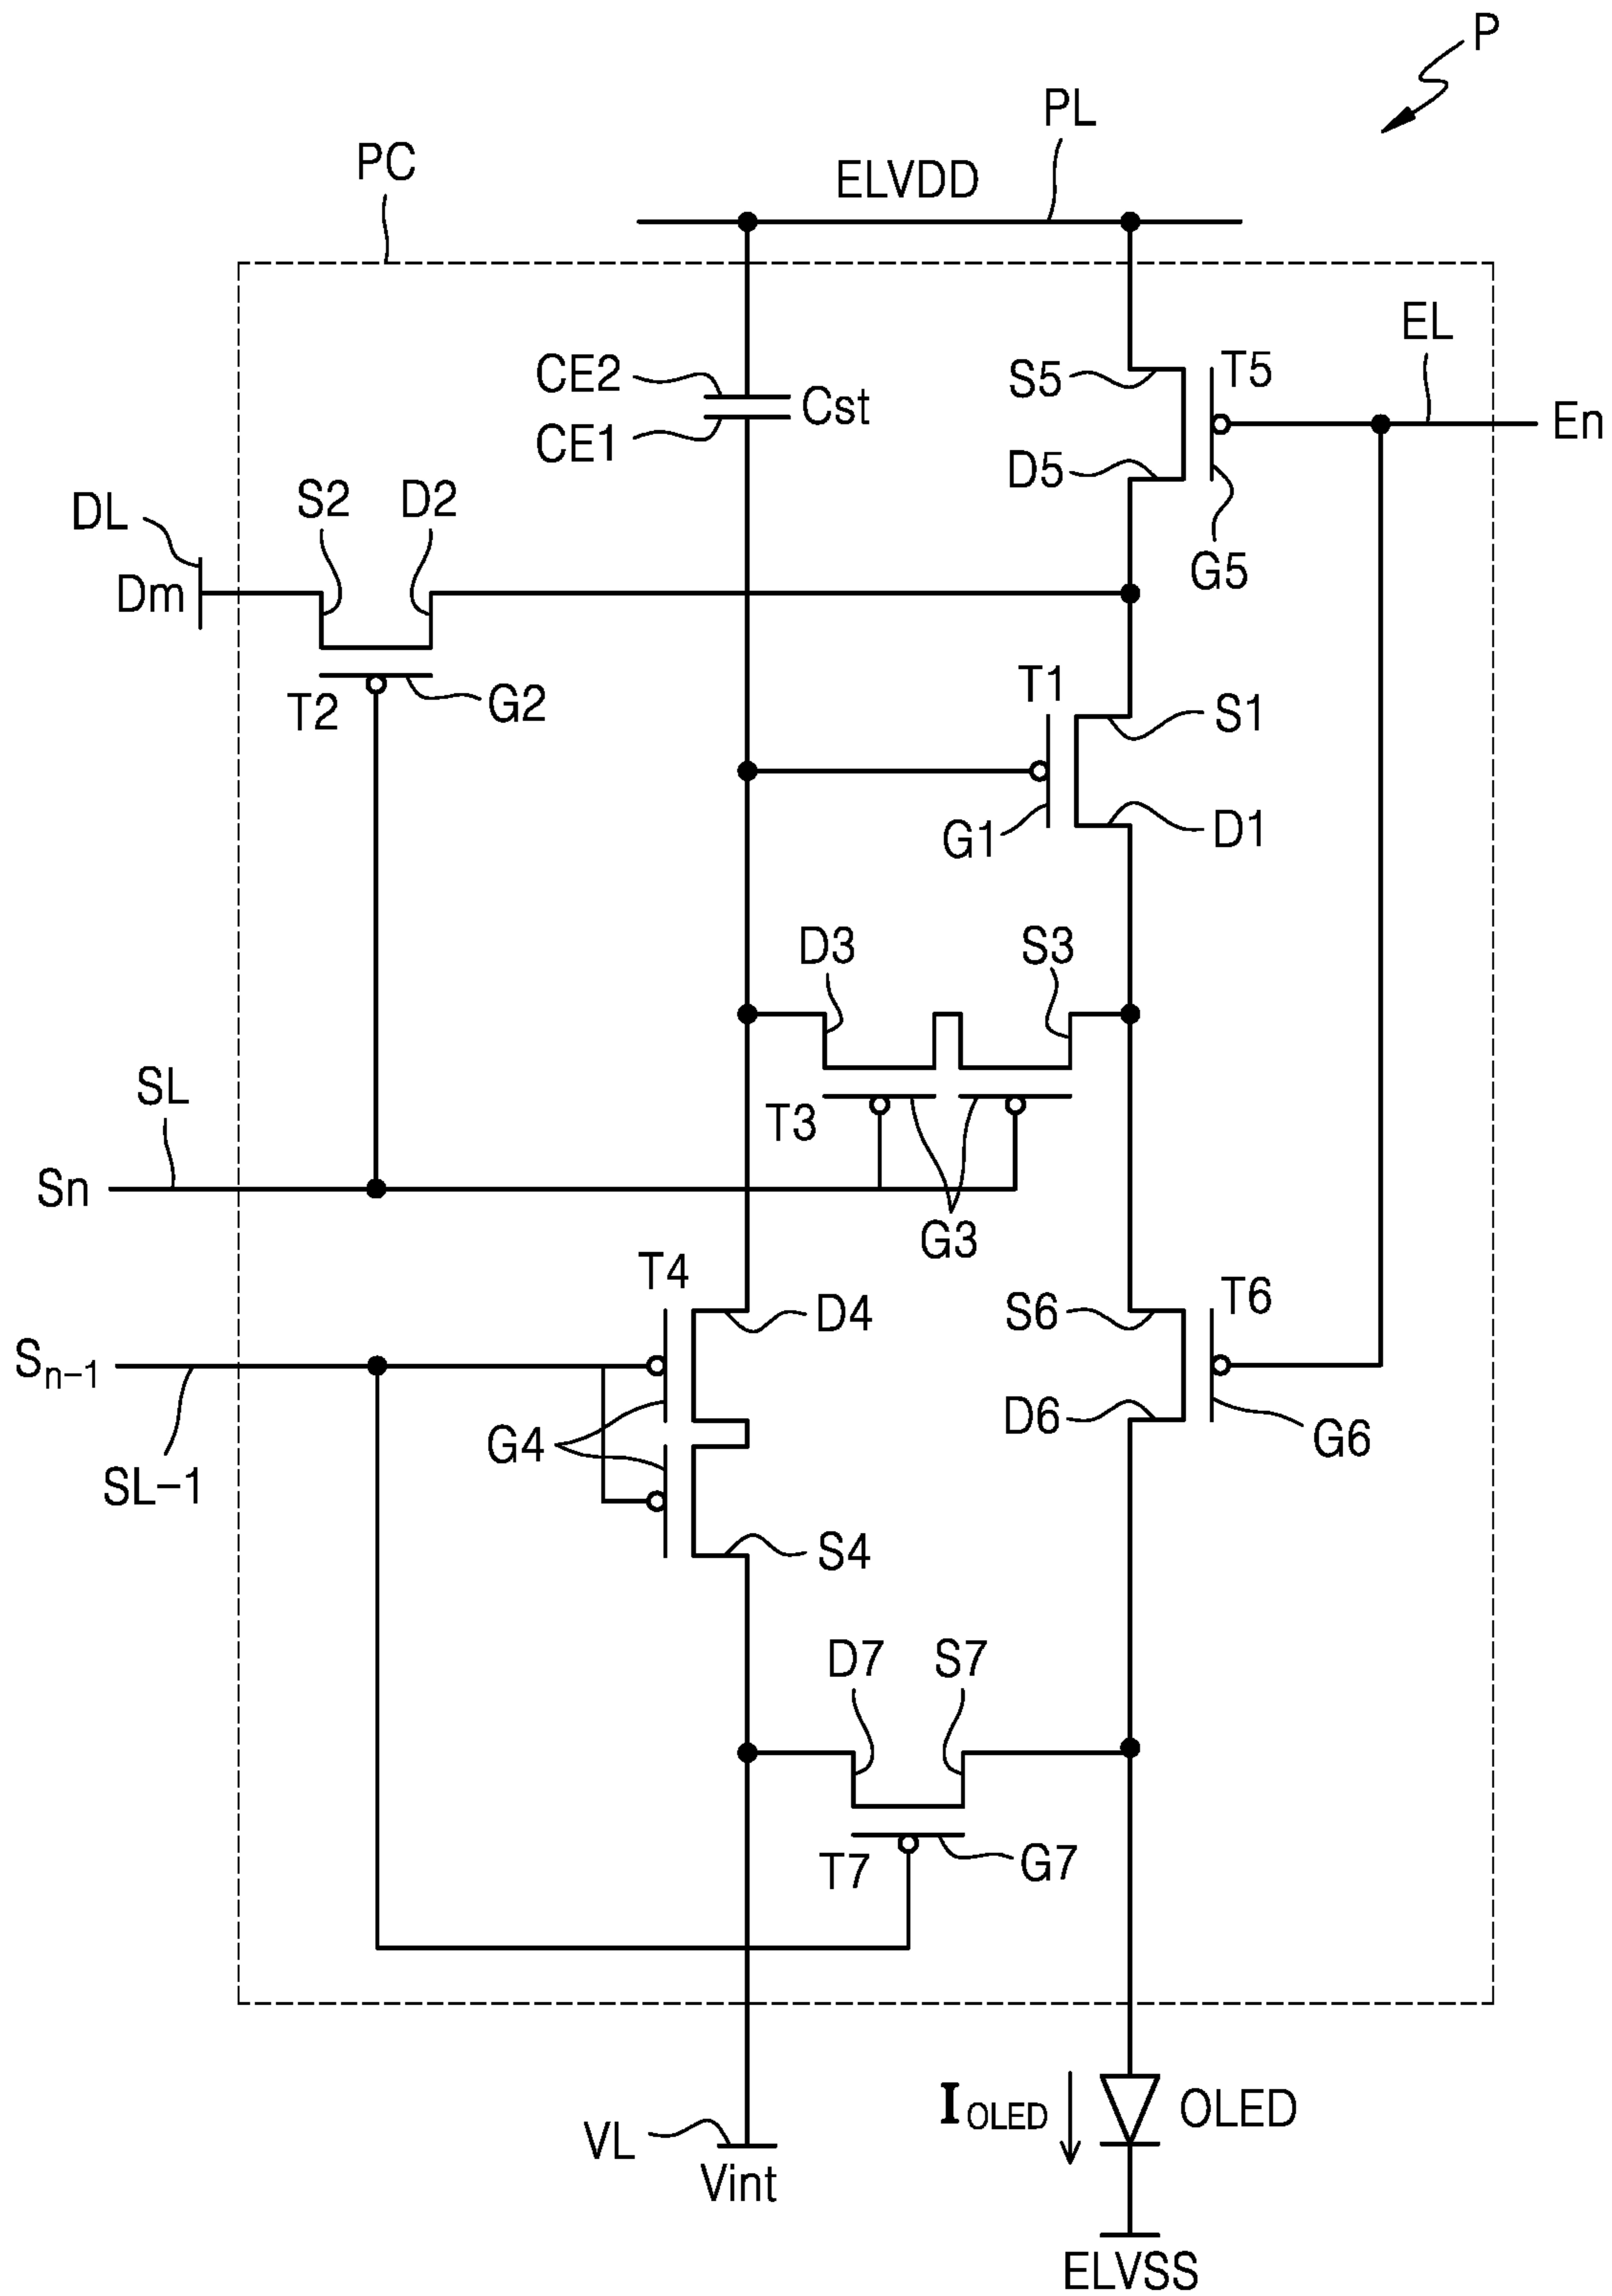 P
PL
PC
ELVDD
EL
CE2
Cst
CE1
S5
T5
En
D5
G5
S2
D2
DL
Dm
T2
G2
T1
S1
G1
D1
D3
S3
SL
T3
Sn
G3
T4
D4
S6
T6
Sn-1
D6
G4
G6
SL-1
S4
D7
S7
T7
G7
IOLED
OLED
VL
Vint
ELVSS